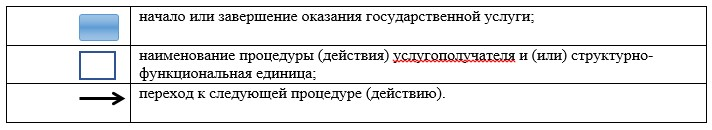 начало или завершение оказания государственной услуги;
наименование процедуры (действия) услугополучателя и (или) структурно-
функциональная единица;
переход к следующей процедуре (действию).